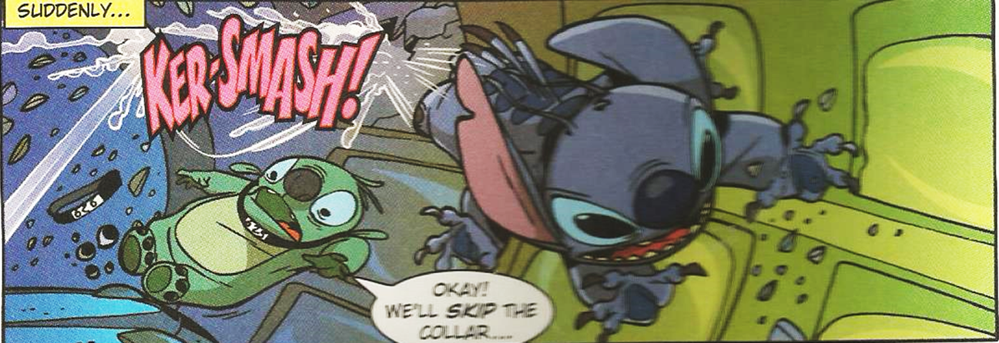 SUDDENLY...
KER-SMASH!
OKAY!
WE'LL SKIP THE
COLLAR....